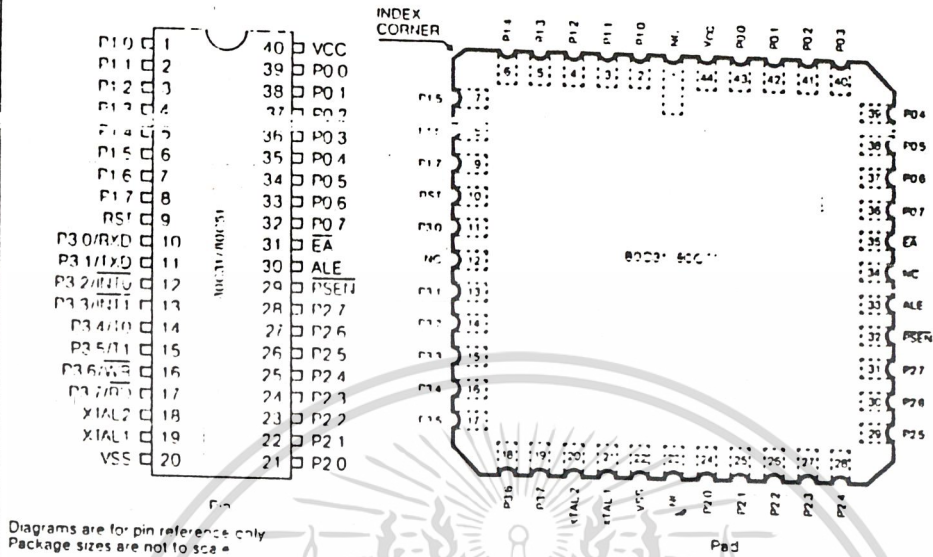 INDEX
CORNER
P1.0 1
P1.1 2
P1.2 3
P1.3 4
P1.4 5
P1.5 6
P1.6 7
P1.7 8
RST 9
P3.0/RXD 10
P3.1/TXD 11
P3.2/INT0 12
P3.3/INT1 13
P3.4/T0 14
P3.5/T1 15
P3.6/WR 16
P3.7/RD 17
XTAL2 18
XTAL1 19
VSS 20
40 VCC
39 P0.0
38 P0.1
37 P0.2
36 P0.3
35 P0.4
34 P0.5
33 P0.6
32 P0.7
31 EA
30 ALE
29 PSEN
28 P2.7
27 P2.6
26 P2.5
25 P2.4
24 P2.3
23 P2.2
22 P2.1
21 P2.0
80C31/80C51
Pin
P1.4 P1.3 P1.2 P1.1 P1.0 NC VCC P0.0 P0.1 P0.2 P0.3
6 5 4 3 2 1 44 43 42 41 40
P1.5 7
P1.7 9
RST 10
P3.0 11
NC 12
P3.1 13
P3.2 14
P3.3 15
P3.4 16
P3.5 17
39 P0.4
38 P0.5
37 P0.6
36 P0.7
35 EA
34 NC
33 ALE
32 PSEN
31 P2.7
30 P2.6
29 P2.5
18 19 20 21 22 23 24 25 26 27 28
P3.6 P3.7 XTAL2 XTAL1 VSS P2.0 P2.1 P2.2 P2.3 P2.4
Pad
Diagrams are for pin reference only
Package sizes are not to scale